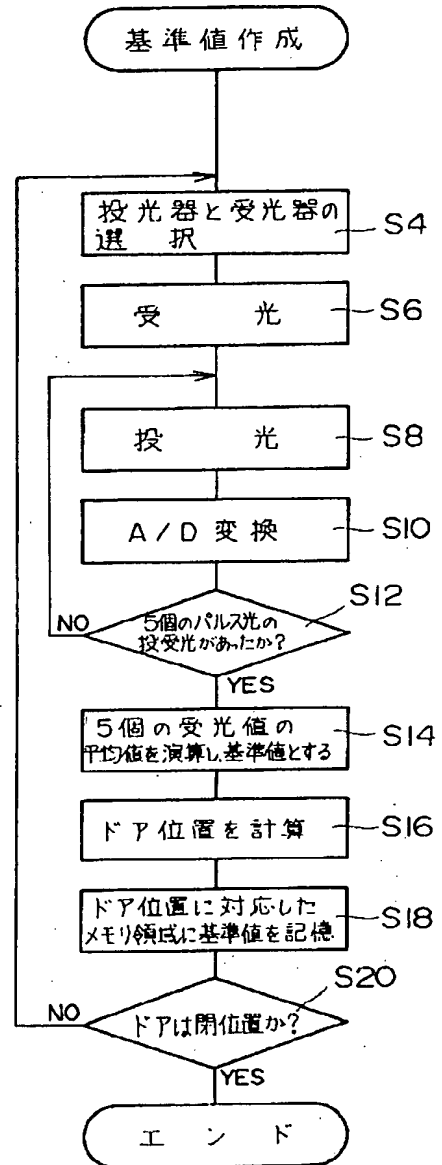 基準値作成
投光器と受光器の
選択
S4
受光
S6
投光
S8
A/D変換
S10
S12
5個のパルス光の
投受光があったか?
NO
YES
5個の受光値の
平均値を演算し、基準値とする
S14
ドア位置を計算
S16
ドア位置に対応した
メモリ領域に基準値を記憶
S18
S20
ドアは閉位置か?
NO
YES
エンド